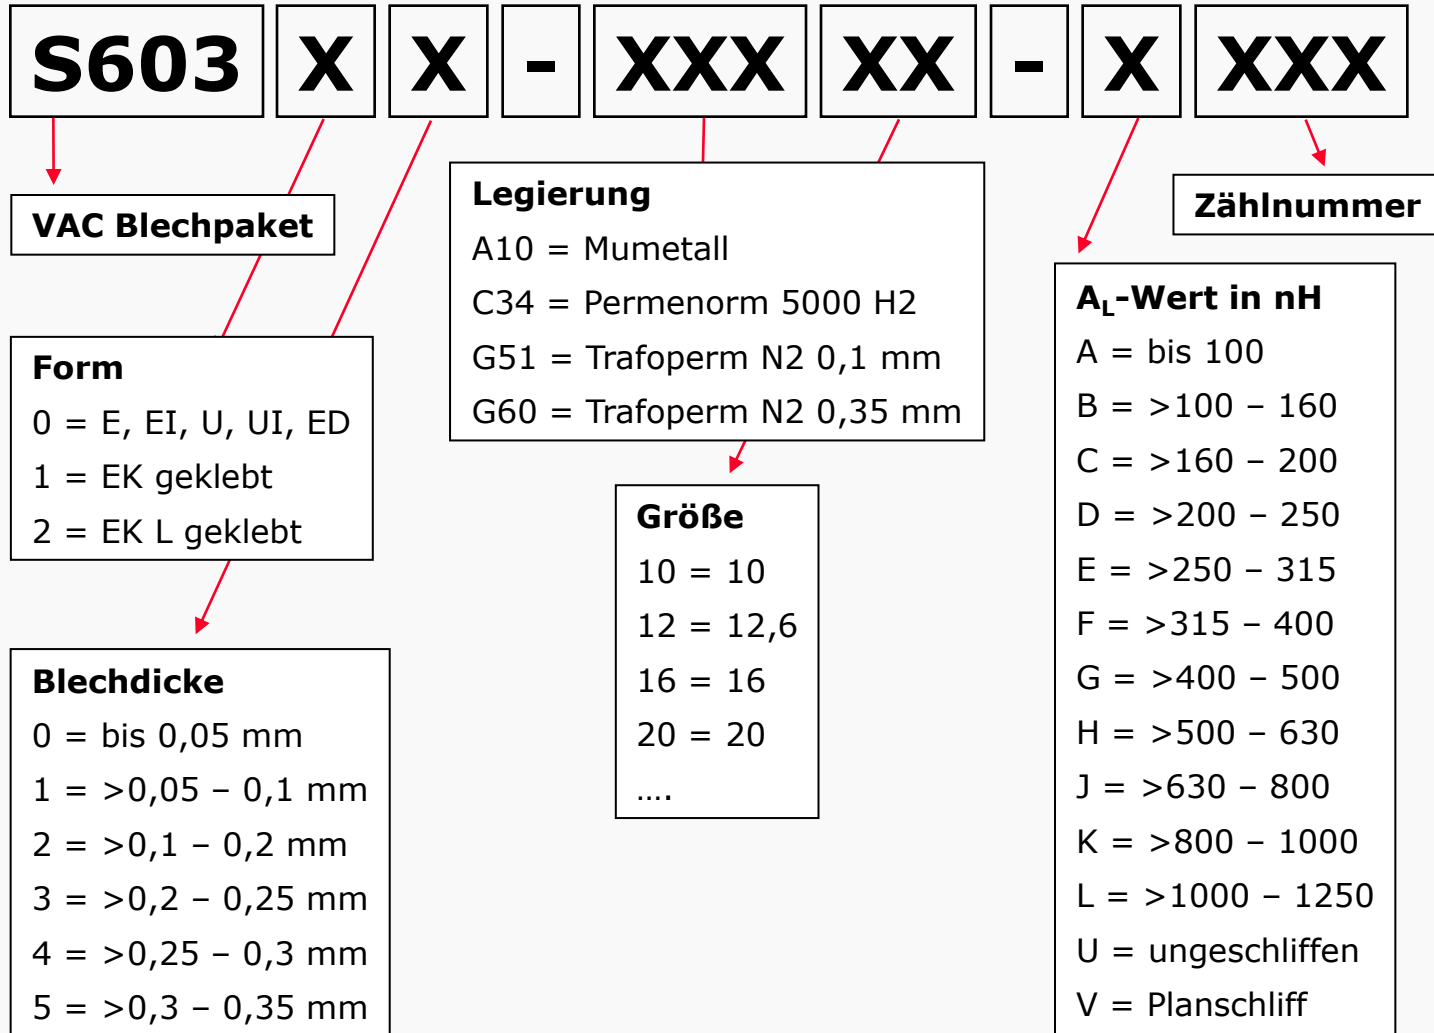 S603 X X - XXX XX - X XXX
VAC Blechpaket
Form
0 = E, EI, U, UI, ED
1 = EK geklebt
2 = EK L geklebt
Blechdicke
0 = bis 0,05 mm
1 = >0,05 – 0,1 mm
2 = >0,1 – 0,2 mm
3 = >0,2 – 0,25 mm
4 = >0,25 – 0,3 mm
5 = >0,3 – 0,35 mm
Legierung
A10 = Mumetall
C34 = Permenorm 5000 H2
G51 = Trafoperm N2 0,1 mm
G60 = Trafoperm N2 0,35 mm
Größe
10 = 10
12 = 12,6
16 = 16
20 = 20
....
AL-Wert in nH
A = bis 100
B = >100 – 160
C = >160 – 200
D = >200 – 250
E = >250 – 315
F = >315 – 400
G = >400 – 500
H = >500 – 630
J = >630 – 800
K = >800 – 1000
L = >1000 – 1250
U = ungeschliffen
V = Planschliff
Zählnummer